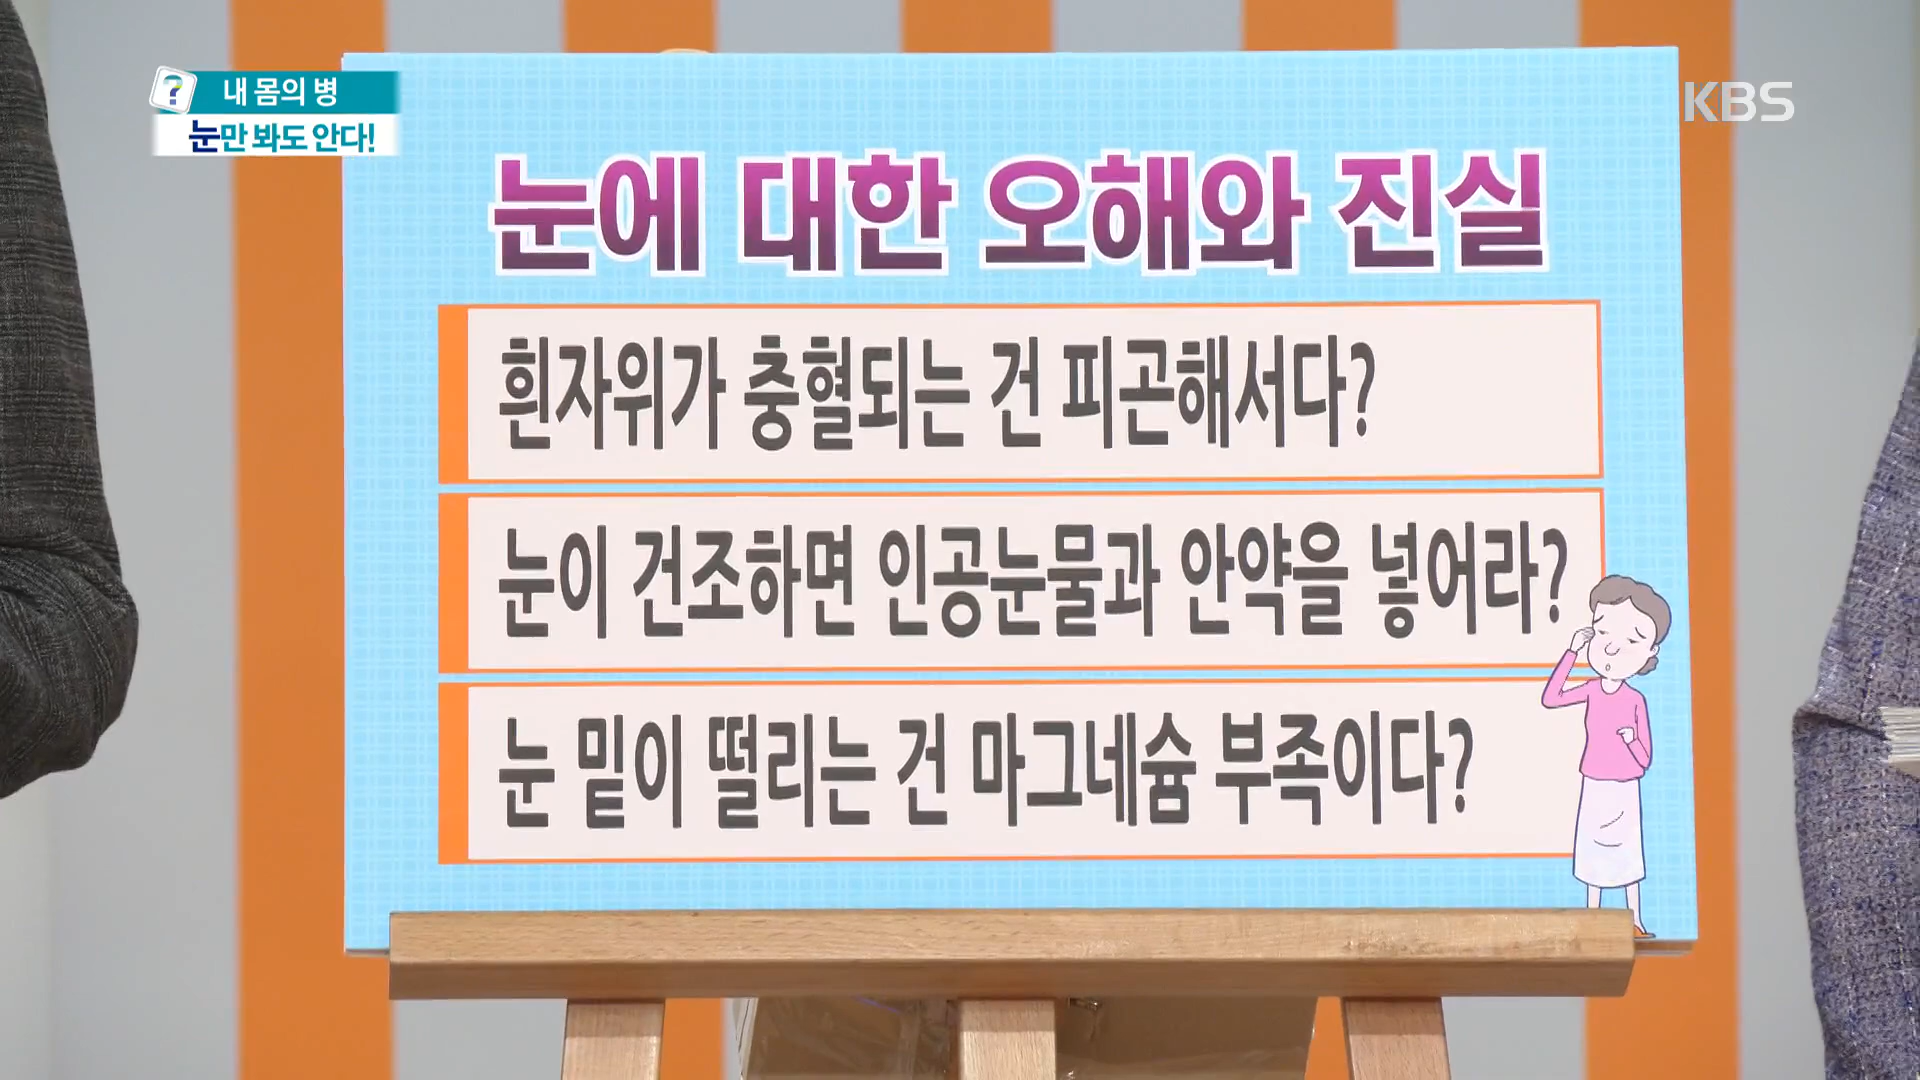 내 몸의 병
눈만 봐도 안다!
KBS
눈에 대한 오해와 진실
흰자위가 충혈되는 건 피곤해서다?
눈이 건조하면 인공눈물과 안약을 넣어라?
눈 밑이 떨리는 건 마그네슘 부족이다?